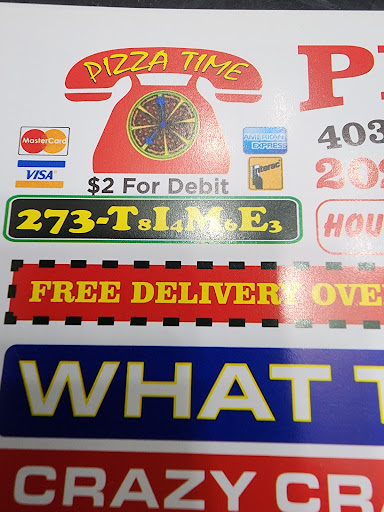 PIZZA TIME
MasterCard
VISA
AMERICAN EXPRESS
Interac
$2 For Debit
273-T8I4M6E3
P
403
202
HOU
FREE DELIVERY OVE
WHAT T
CRAZY CR